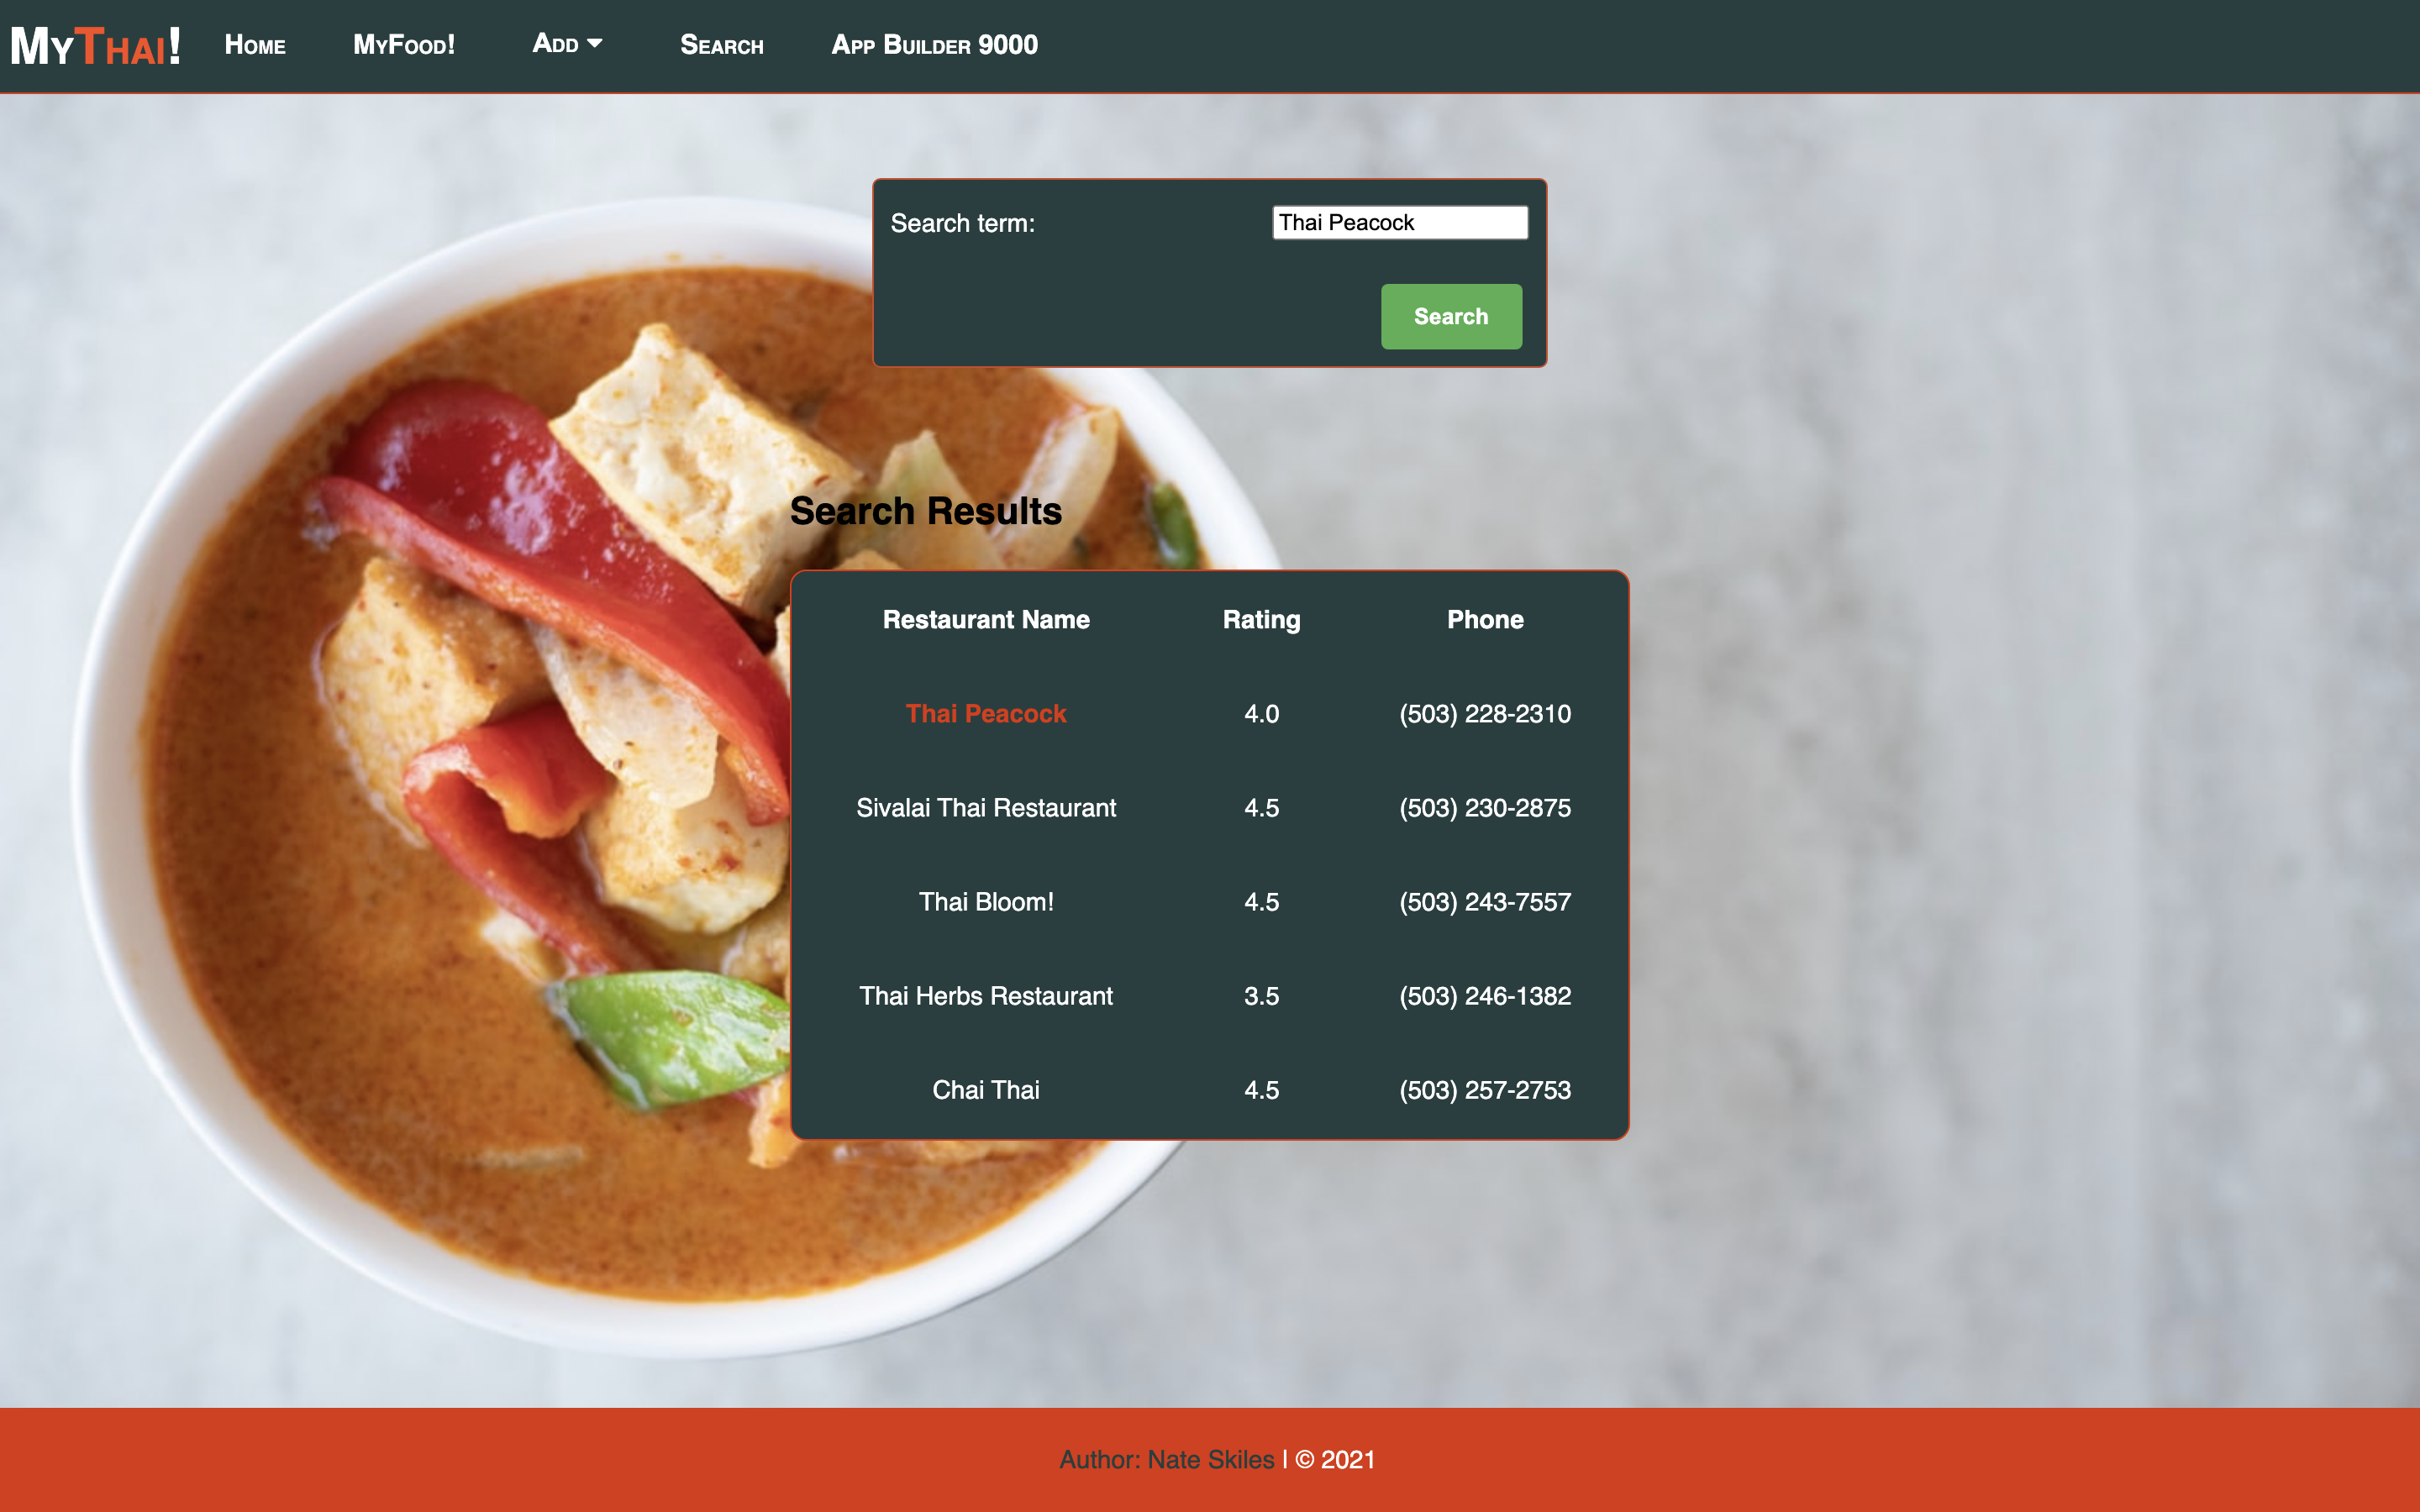 MyThai! Home MyFood! Add Search App Builder 9000
Search term: Thai Peacock
Search
Search Results
Restaurant Name Rating Phone
Thai Peacock 4.0 (503) 228-2310
Sivalai Thai Restaurant 4.5 (503) 230-2875
Thai Bloom! 4.5 (503) 243-7557
Thai Herbs Restaurant 3.5 (503) 246-1382
Chai Thai 4.5 (503) 257-2753
Author: Nate Skiles | © 2021